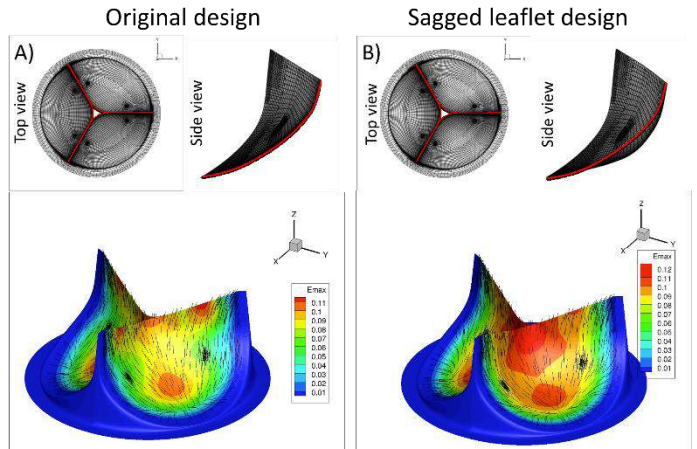 Original design
Sagged leaflet design
A)
Top view
Side view
B)
Top view
Side view
Z
X
Y
Emax
0.11
0.1
0.09
0.08
0.07
0.06
0.05
0.04
0.03
0.02
0.01
Z
X
Y
Emax
0.12
0.11
0.1
0.09
0.08
0.07
0.06
0.05
0.04
0.03
0.02
0.01